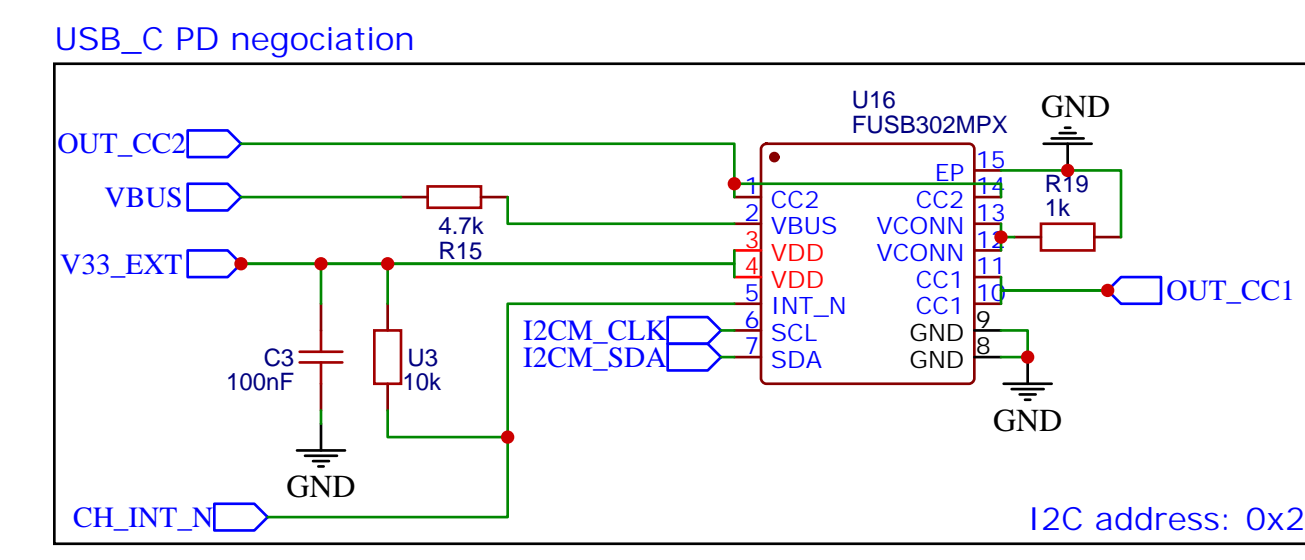 USB_C PD negociation
U16
FUSB302MPX
GND
OUT_CC2
VBUS
V33_EXT
4.7k
R15
1
CC2
2
VBUS
3
VDD
4
VDD
5
INT_N
6
SCL
7
SDA
15
EP
14
CC2
13
VCONN
12
VCONN
11
CC1
10
CC1
9
GND
8
GND
R19
1k
OUT_CC1
I2CM_CLK
I2CM_SDA
C3
100nF
U3
10k
GND
GND
CH_INT_N
I2C address: 0x2